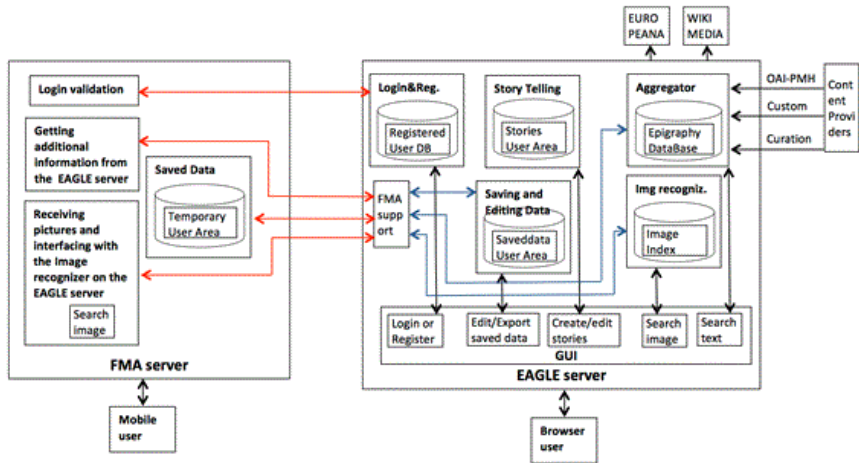 EURO
PEANA
WIKI
MEDIA
Login validation
Getting
additional
information from
the EAGLE server
Saved Data
Temporary
User Area
Receiving
pictures and
interfacing with
the Image
recognizer on the
EAGLE server
Search
image
FMA server
Mobile
user
Login&Reg.
Registered
User DB
Story Telling
Stories
User Area
Aggregator
Epigraphy
DataBase
OAI-PMH
Custom
Curation
Cont
ent
Provi
ders
FMA
supp
ort
Saving and
Editing Data
Saveddata
User Area
Img recogniz.
Image
Index
Login or
Register
Edit/Export
saved data
Create/edit
stories
Search
image
Search
text
GUI
EAGLE server
Browser
user